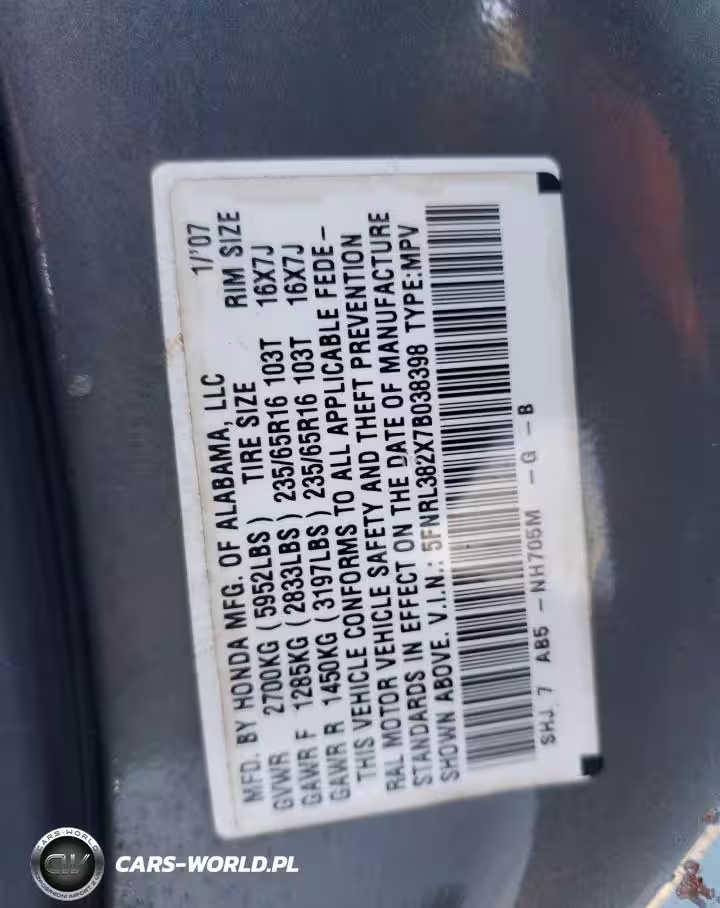 MFD. BY HONDA MFG. OF ALABAMA, LLC 1/'07
GVWR 2700KG (5952LBS) TIRE SIZE RIM SIZE
GAWR F 1285KG (2833LBS) 235/65R16 103T 16X7J
GAWR R 1450KG (3197LBS) 235/65R16 103T 16X7J
THIS VEHICLE CONFORMS TO ALL APPLICABLE FEDE-
RAL MOTOR VEHICLE SAFETY AND THEFT PREVENTION
STANDARDS IN EFFECT ON THE DATE OF MANUFACTURE
SHOWN ABOVE. V.I.N.: 5FNRL382X7B038398 TYPE:MPV
SHJ 7 AB5 - NH705M - G - B
CARS-WORLD
CW
CARS-WORLD.PL